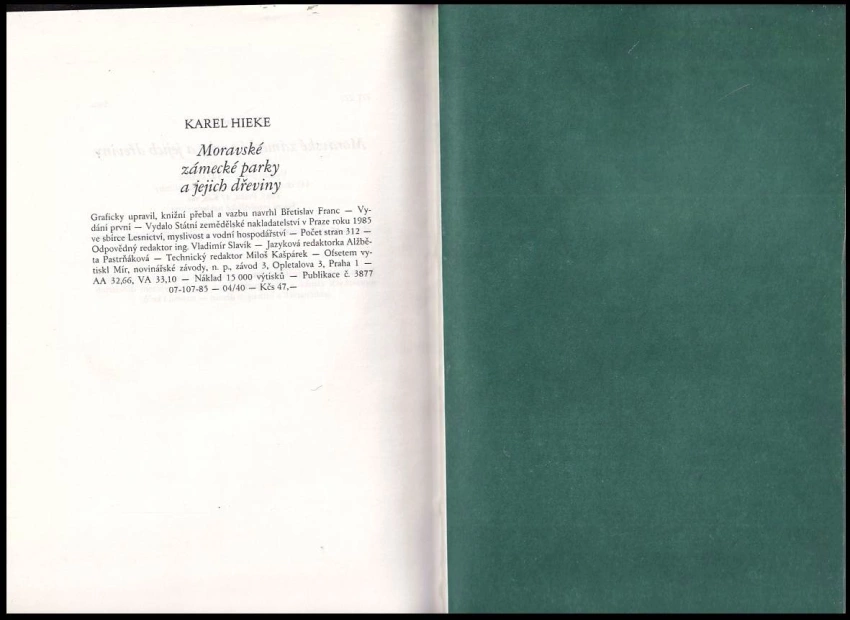 KAREL HIEKE
Moravské
zámecké parky
a jejich dřeviny
Graficky upravil, knižní přebal a vazbu navrhl Břetislav Franc — Vy-
dání první — Vydalo Státní zemědělské nakladatelství v Praze roku 1985
ve sbírce Lesnictví, myslivost a vodní hospodářství — Počet stran 312 —
Odpovědný redaktor ing. Vladimír Slavík — Jazyková redaktorka Alžbě-
ta Pastrňáková — Technický redaktor Miloš Kašpárek — Ofsetem vy-
tiskl Mír, novinářské závody, n. p., závod 3, Opletalova 3, Praha 1 —
AA 32,66, VA 33,10 — Náklad 15 000 výtisků — Publikace č. 3877
07-107-85 — 04/40 — Kčs 47,—